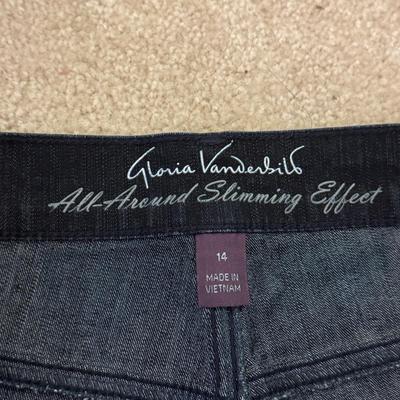 Gloria Vanderbilt
All-Around Slimming Effect
14
MADE IN
VIETNAM